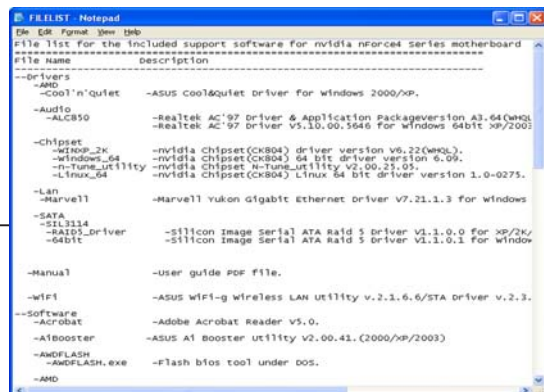 FILELIST - Notepad
File Edit Format View Help
File list for the included support software for nvidia nForce4 Series motherboard
================================================================
File Name Description
----------------------------------------------------------------
--Drivers
-AMD
-Cool'n'Quiet -ASUS Cool&Quiet Driver for Windows 2000/XP.
-Audio
-ALC850 -Realtek AC'97 Driver & Application Packageversion A3.64(WHQL
-Realtek AC'97 Driver V5.10.00.5646 for Windows 64bit XP/2003
-Chipset
-WINXP_2K -nvidia Chipset(CK804) driver version v6.22(WHQL).
-Windows_64 -nvidia Chipset(CK804) 64 bit driver version 6.09.
-n-Tune_utility -nvidia Chipset N-Tune_utility v2.00.25.05.
-Linux_64 -nvidia Chipset(CK804) Linux 64 bit driver version 1.0-0275.
-Lan
-Marvell -Marvell Yukon Gigabit Ethernet Driver V7.21.1.3 for Windows
-SATA
-SIL3114
-RAID5_Driver -Silicon Image Serial ATA Raid 5 Driver V1.1.0.0 for XP/2K/
-64bit -Silicon Image Serial ATA Raid 5 Driver V1.1.0.1 for Window
-Manual -User guide PDF file.
-WiFi -ASUS WiFi-g Wireless LAN Utility v.2.1.6.6/STA Driver v.2.3.
--Software
-Acrobat -Adobe Acrobat Reader V5.0.
-AiBooster -ASUS Ai Booster Utility V2.00.41.(2000/XP/2003)
-AWDFLASH
-AWDFLASH.exe -Flash bios tool under DOS.
-AMD